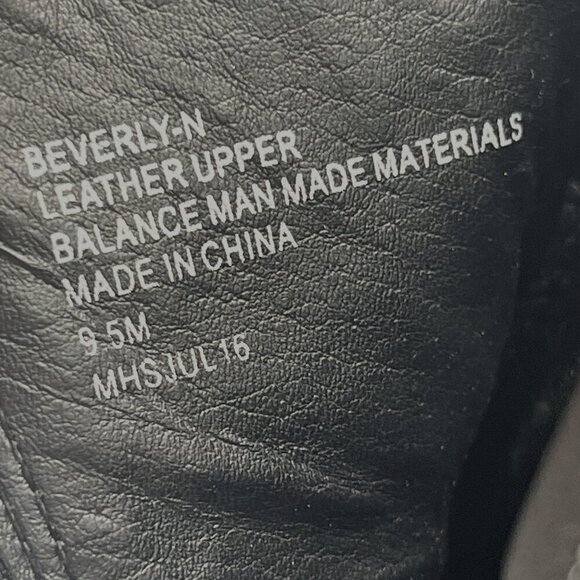 BEVERLY-N
LEATHER UPPER
BALANCE MAN MADE MATERIALS
MADE IN CHINA
9.5M
MHSJUL16